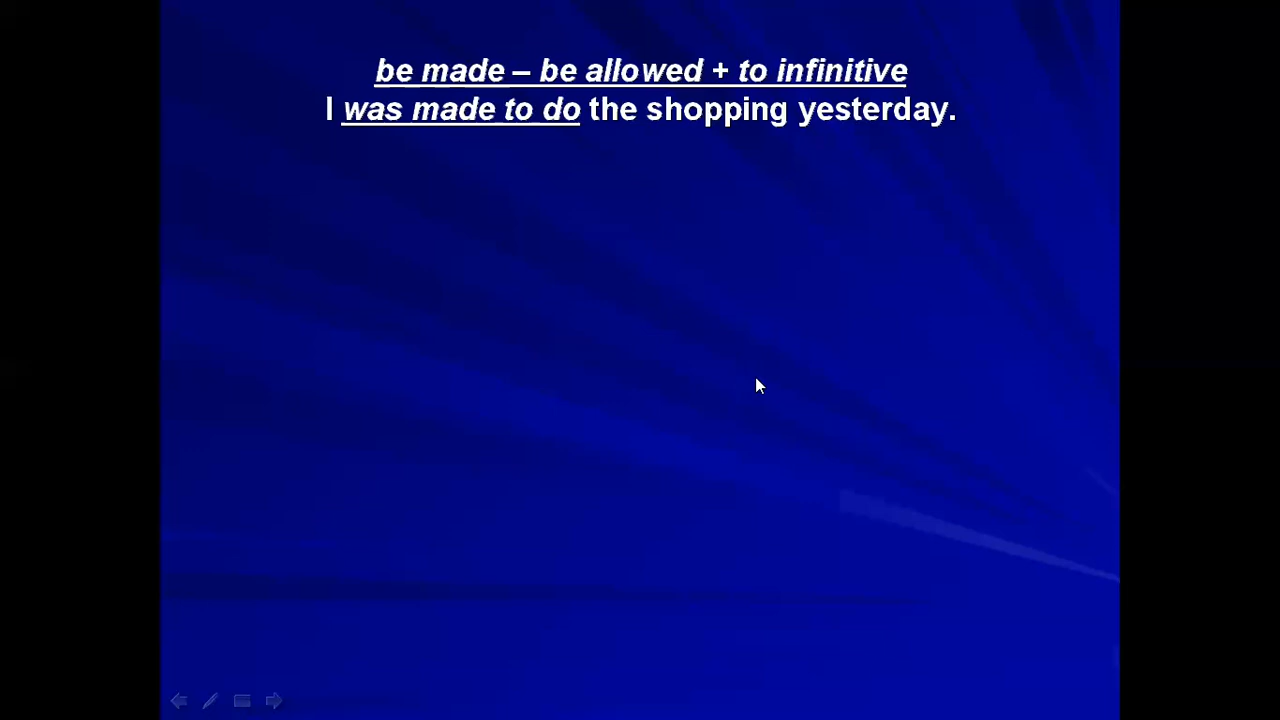 be made – be allowed + to infinitive
I was made to do the shopping yesterday.